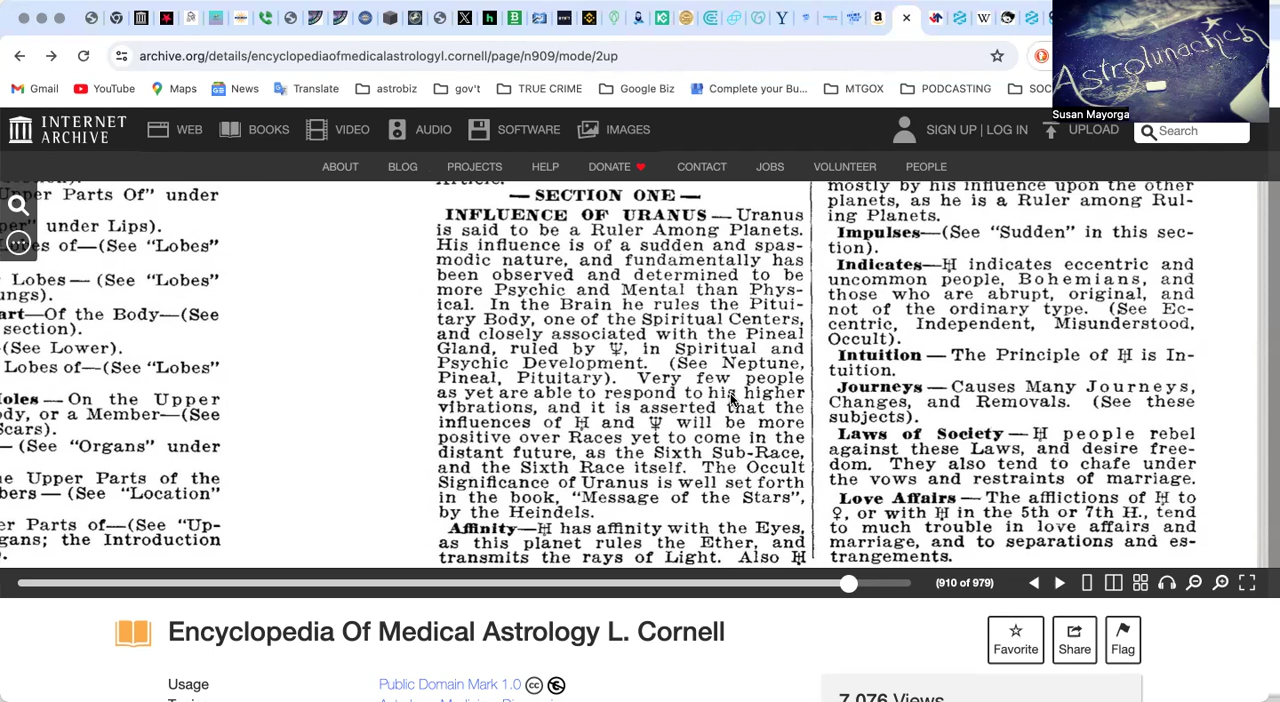 archive.org/details/encyclopediaofmedicalastrologyl.cornell/page/n909/mode/2up
Gmail YouTube Maps News Translate astrobiz gov't TRUE CRIME Google Biz Complete your Bu... MTGOX PODCASTING SOC
Astrolunachick
Susan Mayorga
INTERNET ARCHIVE WEB BOOKS VIDEO AUDIO SOFTWARE IMAGES SIGN UP | LOG IN UPLOAD Search
ABOUT BLOG PROJECTS HELP DONATE CONTACT JOBS VOLUNTEER PEOPLE
pper Parts Of" under
er" under Lips).
es of—(See "Lobes"
Lobes — (See "Lobes"
ungs).
art—Of the Body—(See
section).
(See Lower).
Lobes of—(See "Lobes"
oles — On the Upper
ody, or a Member—(See
Scars).
— (See "Organs" under
e Upper Parts of the
bers — (See "Location"
er Parts of—(See "Up-
gans; the Introduction
Article.
— SECTION ONE —
INFLUENCE OF URANUS — Uranus
is said to be a Ruler Among Planets.
His influence is of a sudden and spas-
modic nature, and fundamentally has
been observed and determined to be
more Psychic and Mental than Phys-
ical. In the Brain he rules the Pitui-
tary Body, one of the Spiritual Centers,
and closely associated with the Pineal
Gland, ruled by ♆, in Spiritual and
Psychic Development. (See Neptune,
Pineal, Pituitary). Very few people
as yet are able to respond to his higher
vibrations, and it is asserted that the
influences of ♅ and ♆ will be more
positive over Races yet to come in the
distant future, as the Sixth Sub-Race,
and the Sixth Race itself. The Occult
Significance of Uranus is well set forth
in the book, "Message of the Stars",
by the Heindels.
Affinity—♅ has affinity with the Eyes,
as this planet rules the Ether, and
transmits the rays of Light. Also ♅
mostly by his influence upon the other
planets, as he is a Ruler among Rul-
ing Planets.
Impulses—(See "Sudden" in this sec-
tion).
Indicates—♅ indicates eccentric and
uncommon people, Bohemians, and
those who are abrupt, original, and
not of the ordinary type. (See Ec-
centric, Independent, Misunderstood,
Occult).
Intuition — The Principle of ♅ is In-
tuition.
Journeys — Causes Many Journeys,
Changes, and Removals. (See these
subjects).
Laws of Society — ♅ people rebel
against these Laws, and desire free-
dom. They also tend to chafe under
the vows and restraints of marriage.
Love Affairs — The afflictions of ♅ to
♀, or with ♅ in the 5th or 7th H., tend
to much trouble in love affairs and
marriage, and to separations and es-
trangements.
(910 of 979)
Encyclopedia Of Medical Astrology L. Cornell
Favorite Share Flag
Usage Public Domain Mark 1.0
7,076 Views